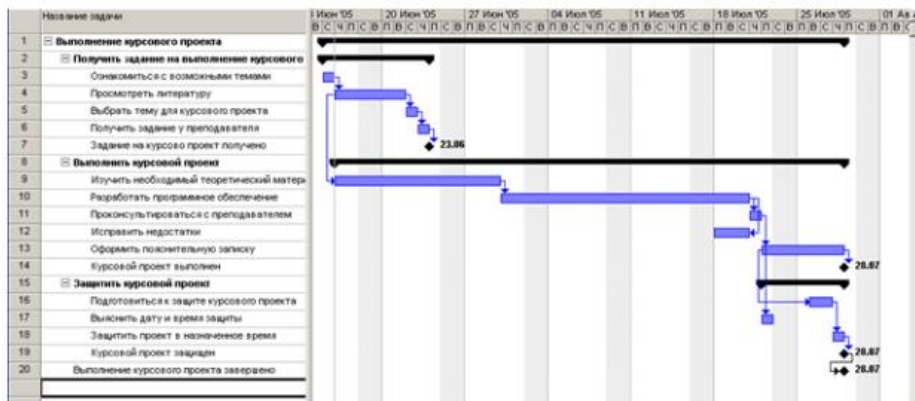 Название задачи
Июн '05 20 Июн '05 27 Июн '05 04 Июл '05 11 Июл '05 18 Июл '05 25 Июл '05 01 Ав
1 Выполнение курсового проекта
2 Получить задание на выполнение курсового
3 Ознакомиться с возможными темами
4 Просмотреть литературу
5 Выбрать тему для курсового проекта
6 Получить задание у преподавателя
7 Задание на курсово проект получено 23.06
8 Выполнить курсовой проект
9 Изучить необходимый теоретический матери
10 Разработать программное обеспечение
11 Проконсультироваться с преподавателем
12 Исправить недостатки
13 Оформить пояснительную записку
14 Курсовой проект выполнен 28.07
15 Защитить курсовой проект
16 Подготовиться к защите курсового проекта
17 Выяснить дату и время защиты
18 Защитить проект в назначенное время
19 Курсовой проект защищен 28.07
20 Выполнение курсового проекта завершено 28.07